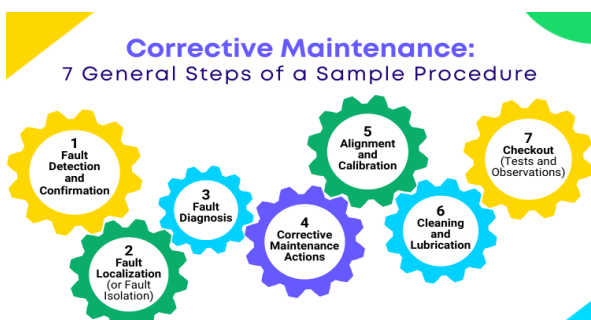 Corrective Maintenance:
7 General Steps of a Sample Procedure
1
Fault
Detection
and
Confirmation
2
Fault
Localization
(or Fault
Isolation)
3
Fault
Diagnosis
4
Corrective
Maintenance
Actions
5
Alignment
and
Calibration
6
Cleaning
and
Lubrication
7
Checkout
(Tests and
Observations)